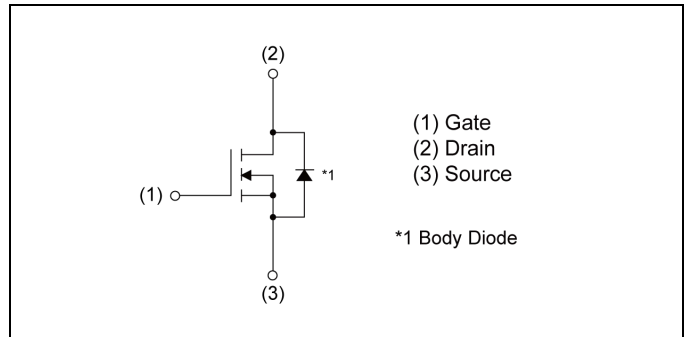 (2)
(1) Gate
(2) Drain
(3) Source
*1
(1)
*1 Body Diode
(3)